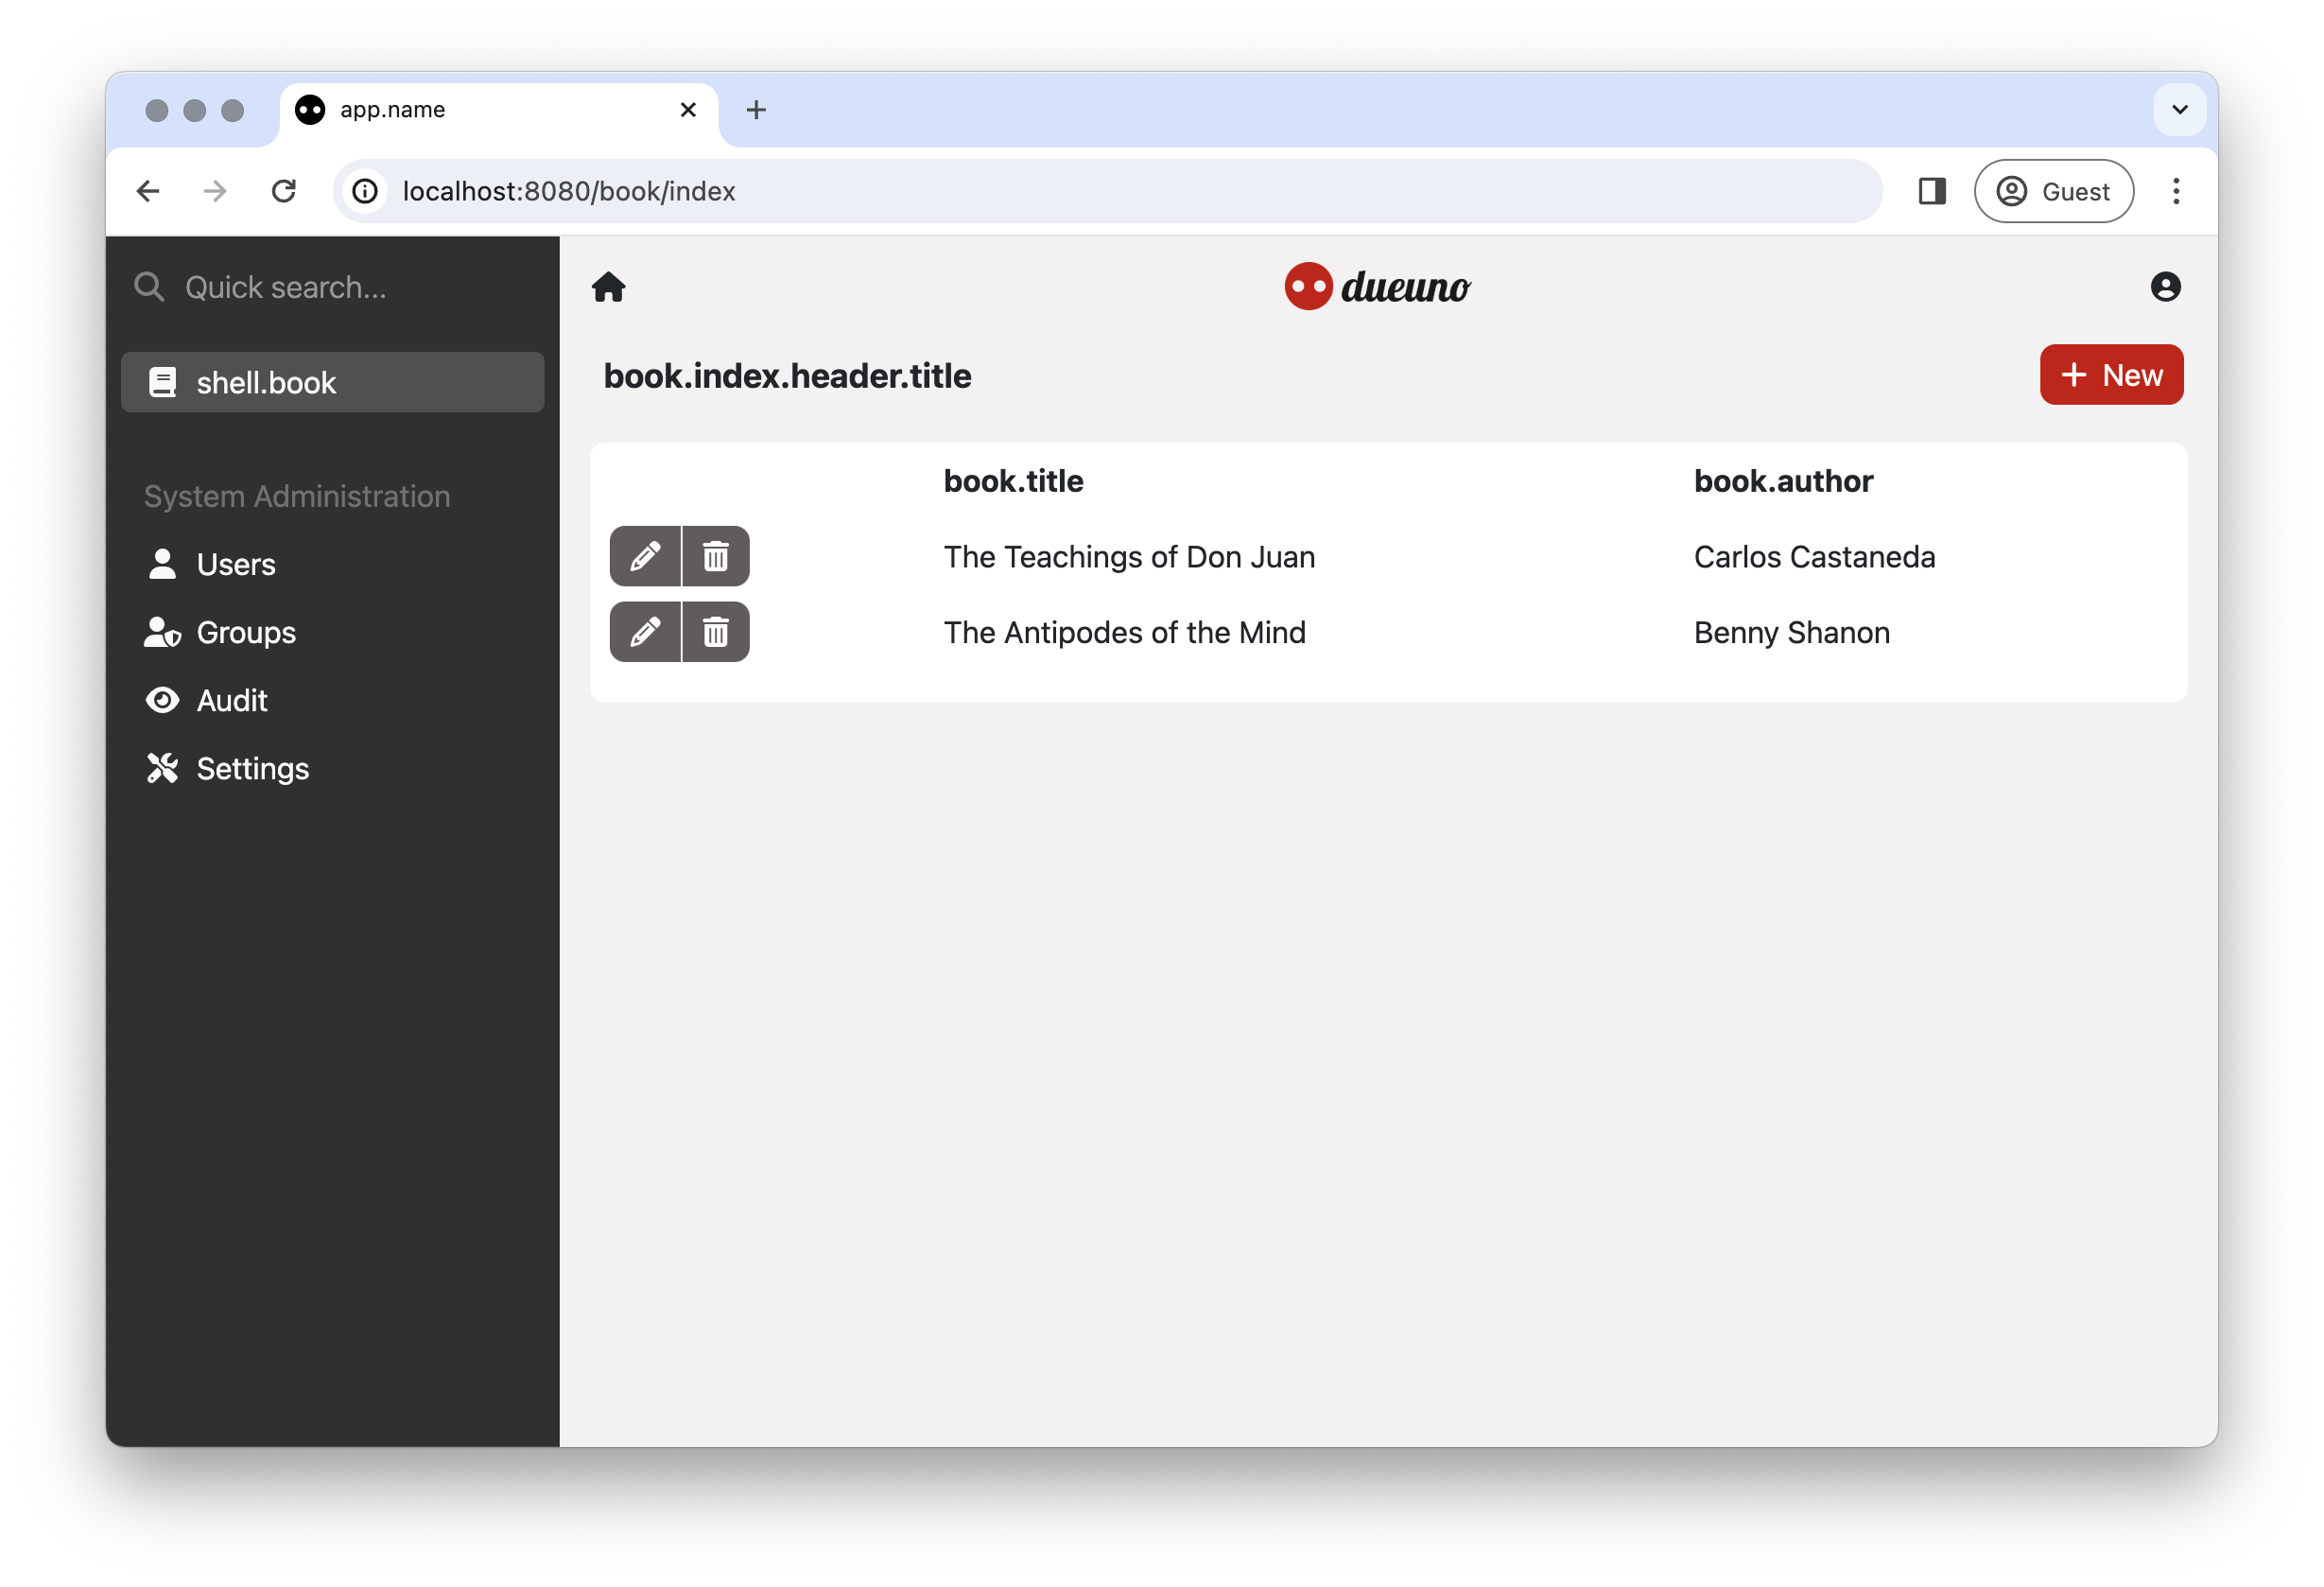 app.name
localhost:8080/book/index
Guest
Quick search...
dueuno
shell.book
book.index.header.title
New
System Administration
Users
Groups
Audit
Settings
book.title book.author
The Teachings of Don Juan Carlos Castaneda
The Antipodes of the Mind Benny Shanon